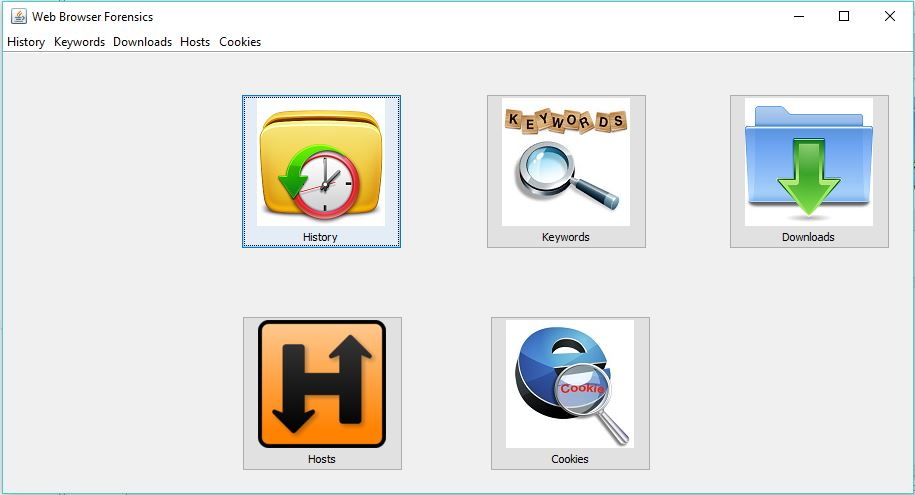 Web Browser Forensics
History Keywords Downloads Hosts Cookies
KEYWORDS
History
Keywords
Downloads
H
Cookie
Hosts
Cookies